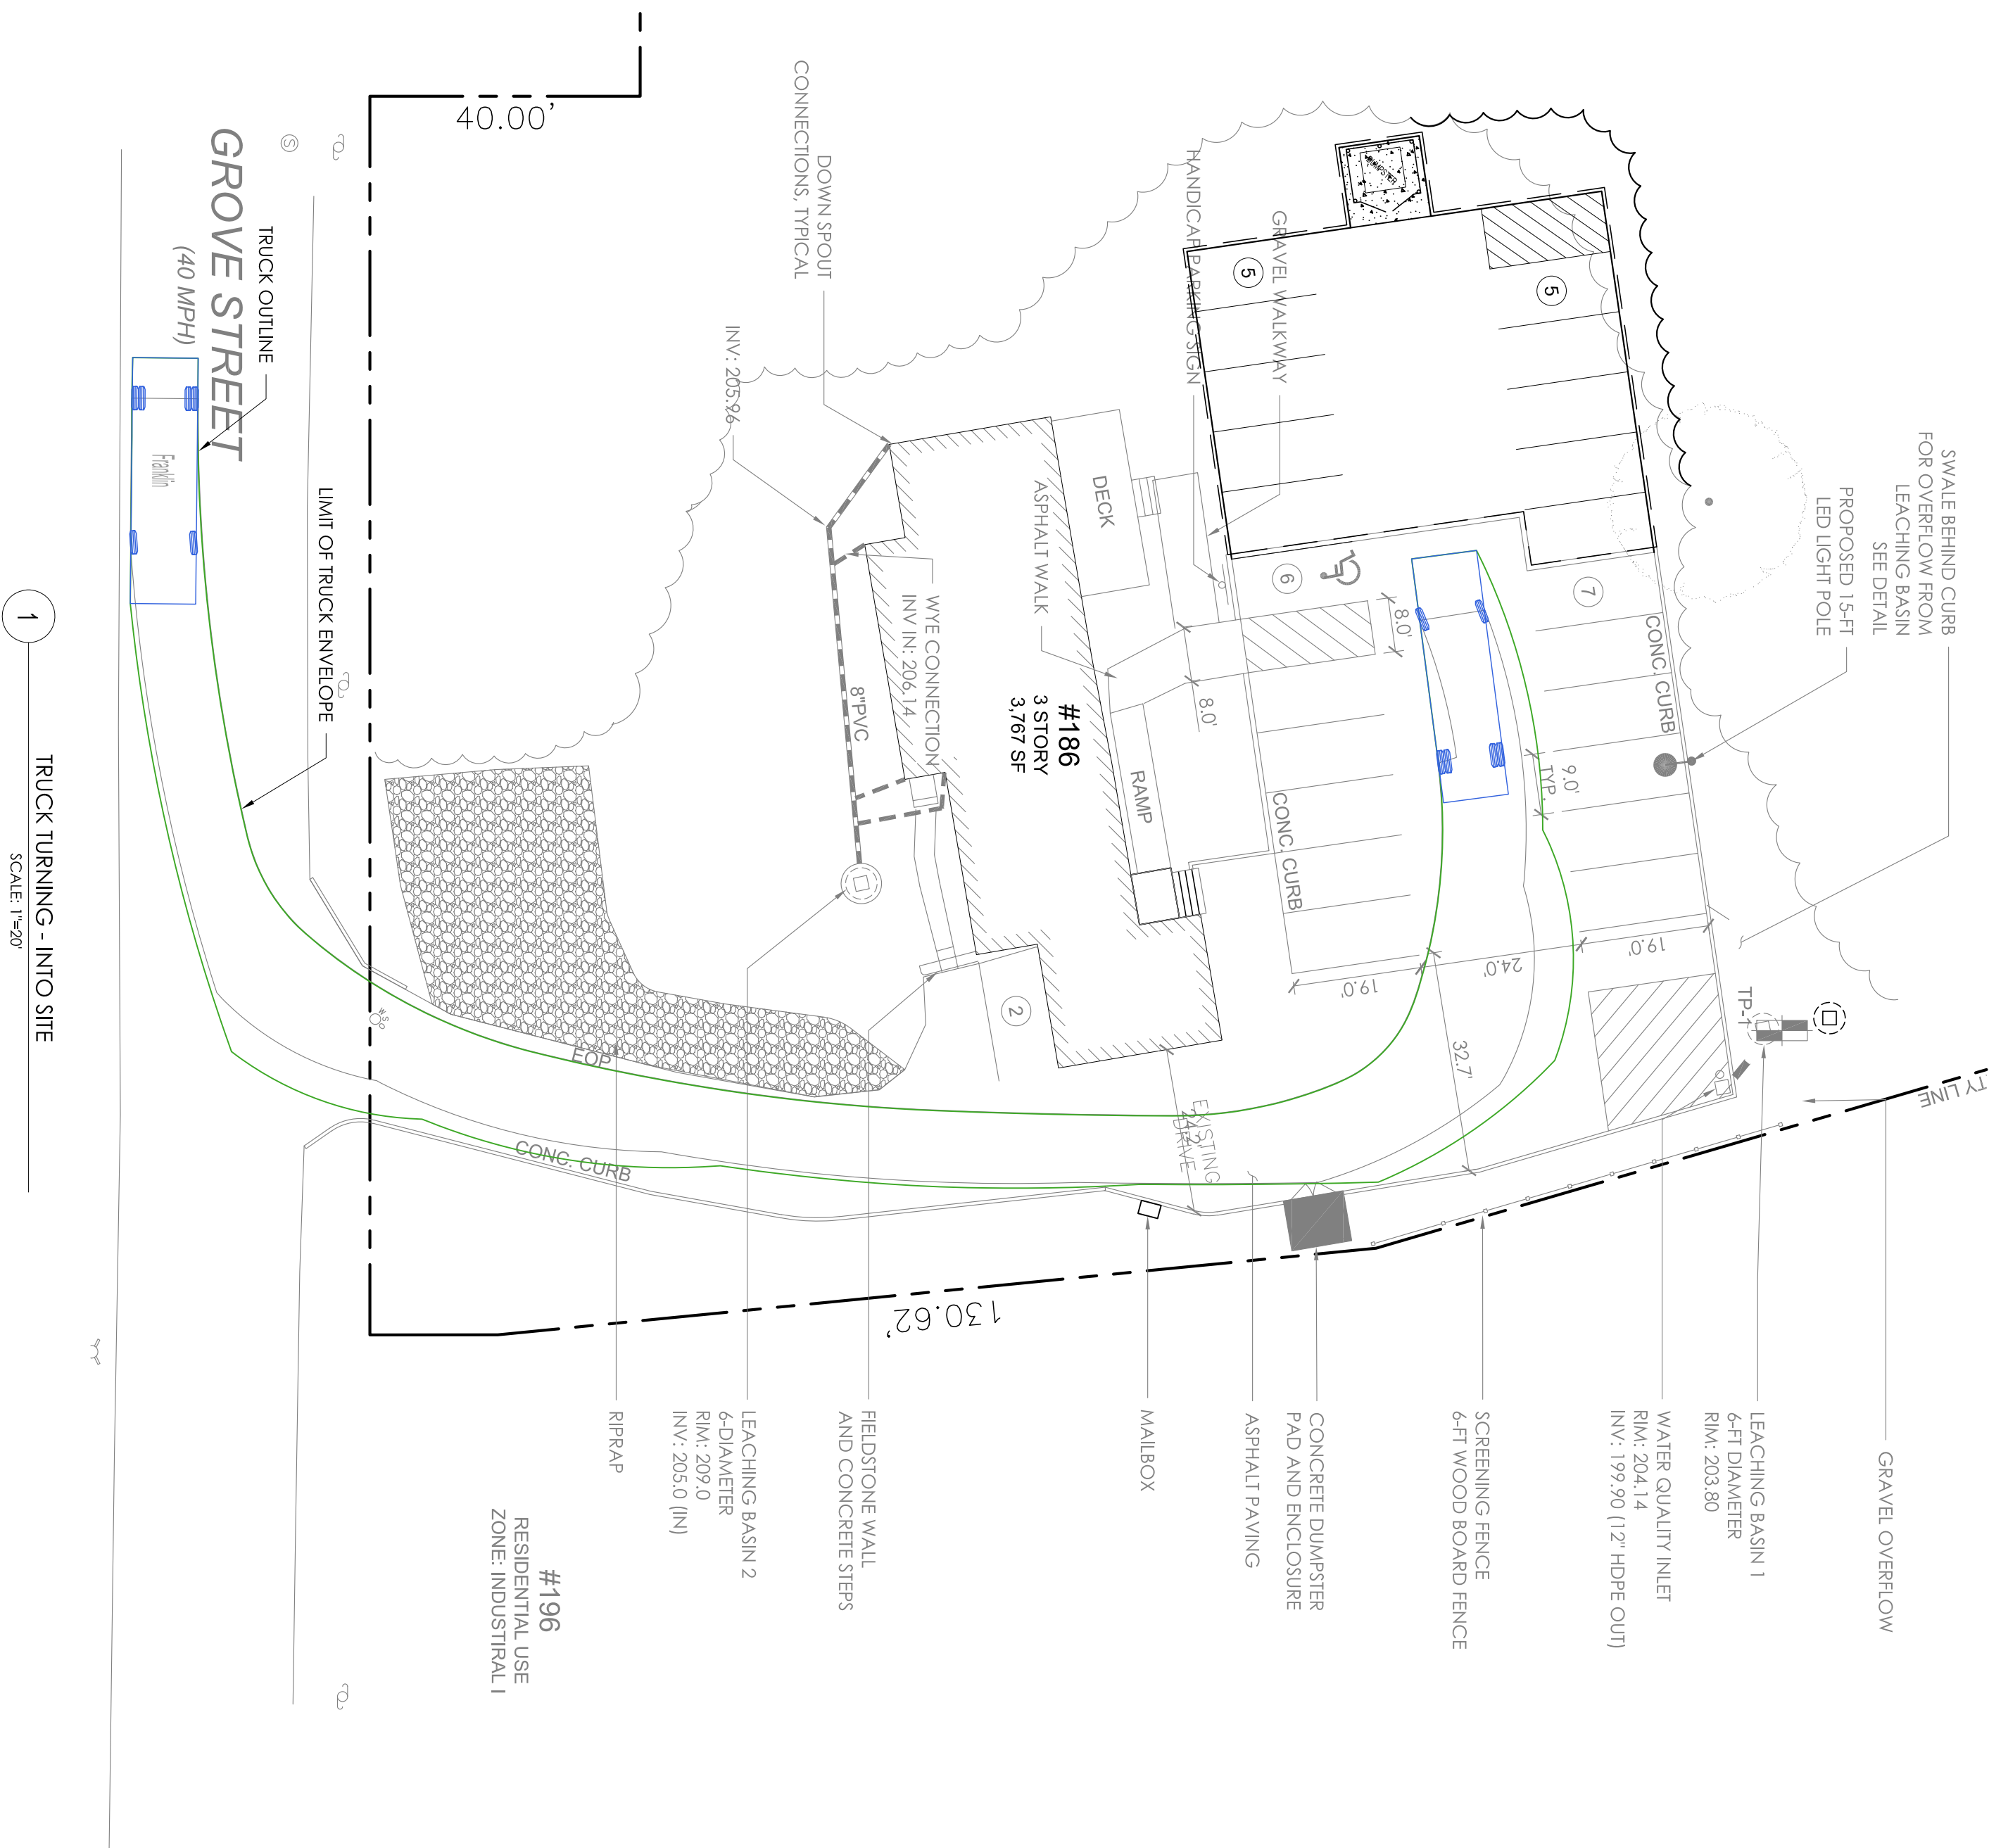 SWALE BEHIND CURB
FOR OVERFLOW FROM
LEACHING BASIN
SEE DETAIL
PROPOSED 15-FT
LED LIGHT POLE
GRAVEL OVERFLOW
LEACHING BASIN 1
6-FT DIAMETER
RIM: 203.80
WATER QUALITY INLET
RIM: 204.14
INV: 199.90 (12" HDPE OUT)
SCREENING FENCE
6-FT WOOD BOARD FENCE
CONCRETE DUMPSTER
PAD AND ENCLOSURE
ASPHALT PAVING
MAILBOX
FIELDSTONE WALL
AND CONCRETE STEPS
LEACHING BASIN 2
6-DIAMETER
RIM: 209.0
INV: 205.0 (IN)
RIPRAP
#196
RESIDENTIAL USE
ZONE: INDUSTIRAL I
TY LINE
TP-1
130.62'
40.00'
DUMPSTER
5
5
6
7
2
GRAVEL WALKWAY
HANDICAP PARKING SIGN
CONC. CURB
CONC. CURB
CONC. CURB
9.0'
TYP.
8.0'
8.0'
19.0'
24.0'
19.0'
32.7'
24.2'
EXISTING
DRIVE
DECK
ASPHALT WALK
RAMP
#186
3 STORY
3,767 SF
DOWN SPOUT
CONNECTIONS, TYPICAL
INV: 205.96
WYE CONNECTION
INV IN: 206.14
8"PVC
EOP
W S O
S
GROVE STREET
(40 MPH)
TRUCK OUTLINE
LIMIT OF TRUCK ENVELOPE
Franklin
1
TRUCK TURNING - INTO SITE
SCALE: 1"=20'